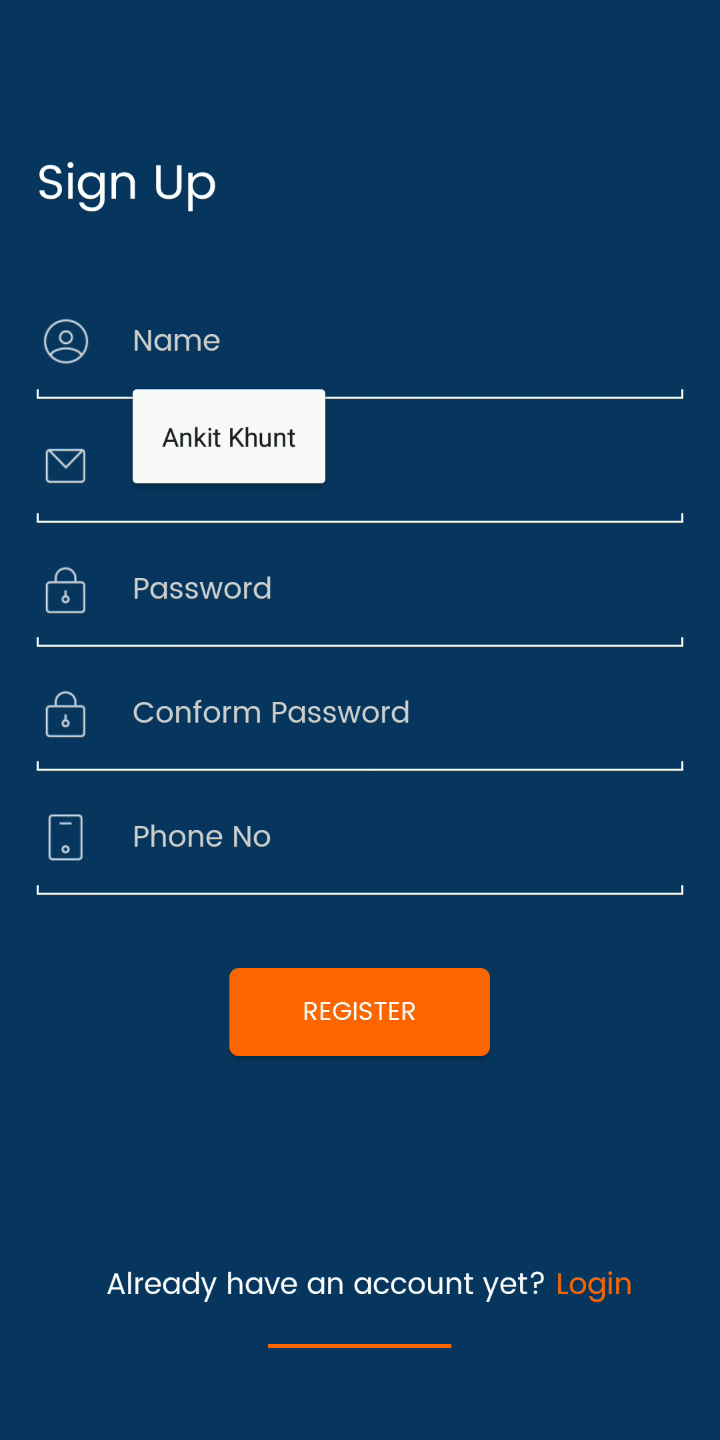 Sign Up
Name
Ankit Khunt
Password
Conform Password
Phone No
REGISTER
Already have an account yet? Login